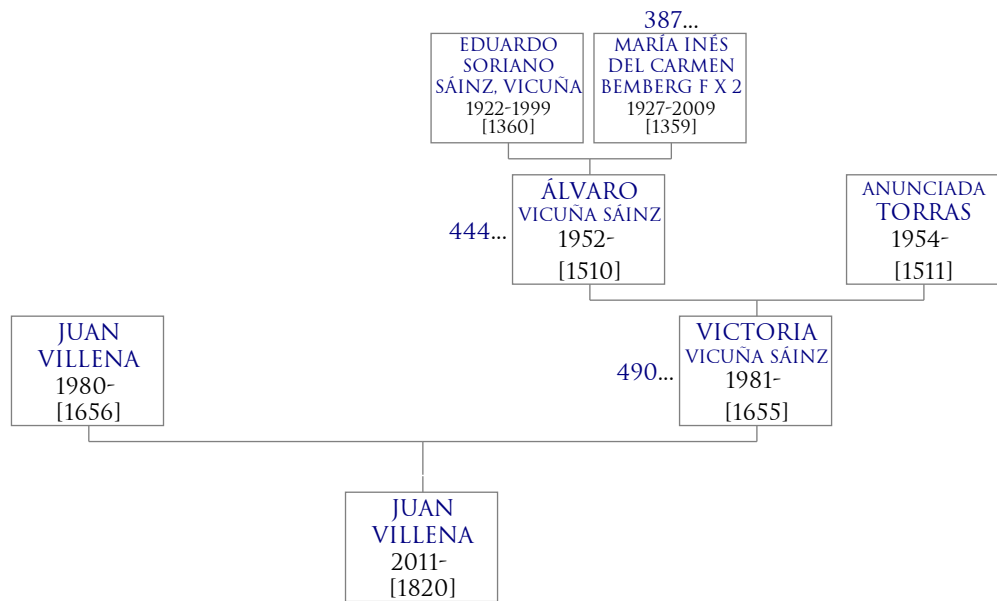 387...
EDUARDO
SORIANO
SÁINZ, VICUÑA
1922-1999
[1360]
MARÍA INÉS
DEL CARMEN
BEMBERG F X 2
1927-2009
[1359]
444...
ÁLVARO
VICUÑA SÁINZ
1952-
[1510]
ANUNCIADA
TORRAS
1954-
[1511]
JUAN
VILLENA
1980-
[1656]
490...
VICTORIA
VICUÑA SÁINZ
1981-
[1655]
JUAN
VILLENA
2011-
[1820]